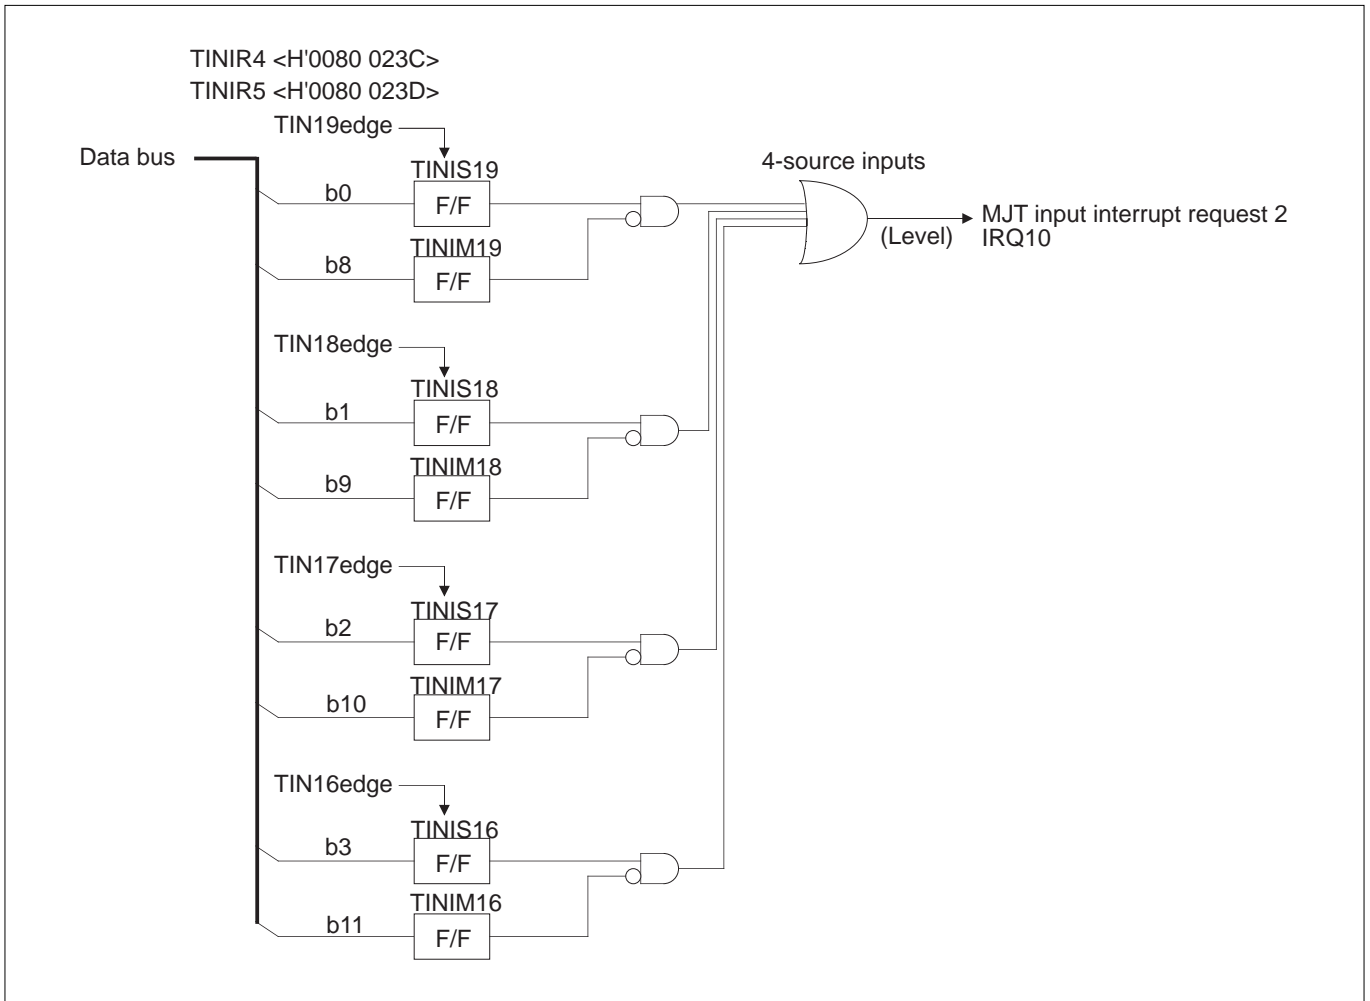 TINIR4 <H'0080 023C>
TINIR5 <H'0080 023D>
TIN19edge
Data bus
TINIS19
4-source inputs
b0
F/F
MJT input interrupt request 2
(Level)
IRQ10
TINIM19
b8
F/F
TIN18edge
TINIS18
b1
F/F
TINIM18
b9
F/F
TIN17edge
TINIS17
b2
F/F
TINIM17
b10
F/F
TIN16edge
TINIS16
b3
F/F
TINIM16
b11
F/F